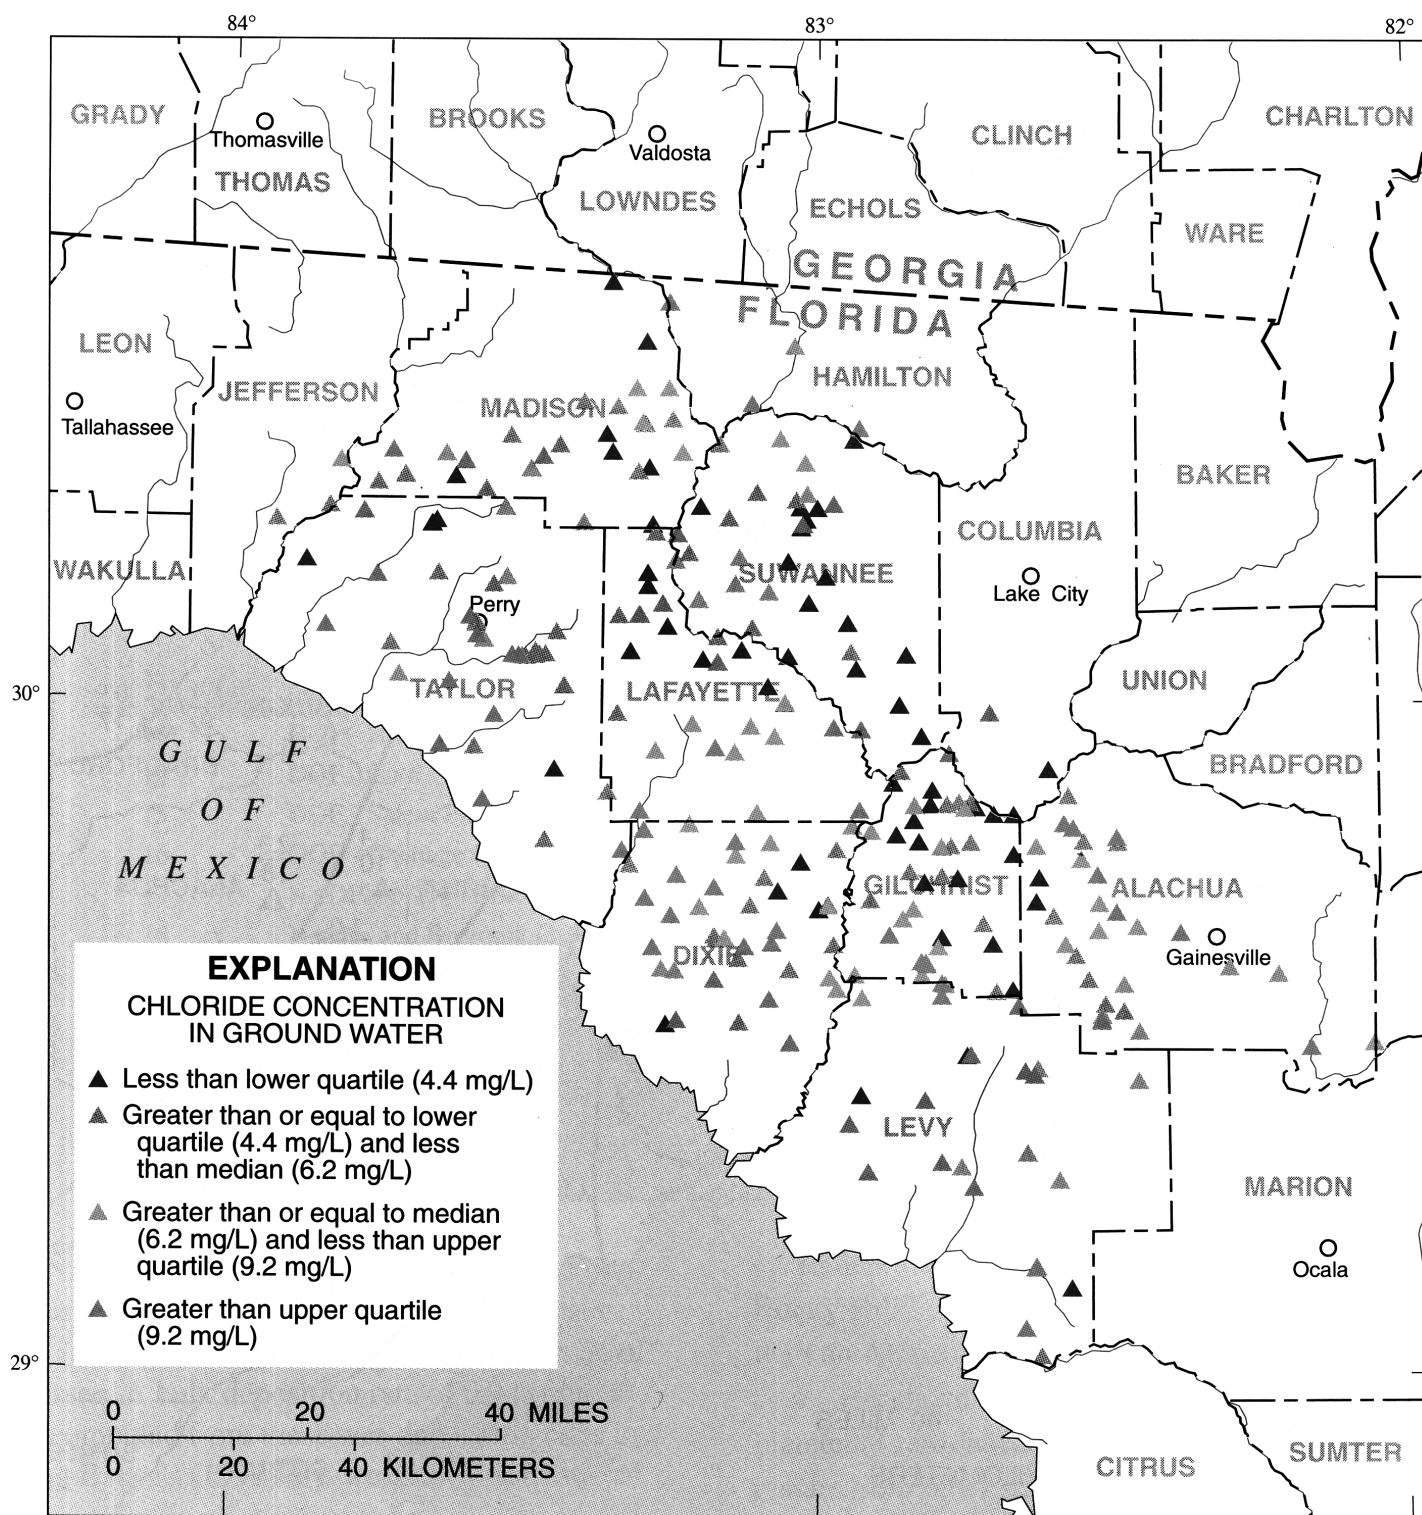 84° 83° 82°
GRADY BROOKS CLINCH CHARLTON
Thomasville Valdosta
THOMAS LOWNDES ECHOLS WARE
GEORGIA
FLORIDA
LEON HAMILTON
JEFFERSON MADISON
Tallahassee
BAKER
COLUMBIA
WAKULLA SUWANNEE
Lake City
Perry
UNION
30° TAYLOR LAFAYETTE
GULF BRADFORD
OF
MEXICO GILCHRIST ALACHUA
Gainesville
DIXIE
EXPLANATION
CHLORIDE CONCENTRATION
IN GROUND WATER
Less than lower quartile (4.4 mg/L)
Greater than or equal to lower
quartile (4.4 mg/L) and less
than median (6.2 mg/L)
Greater than or equal to median
(6.2 mg/L) and less than upper
quartile (9.2 mg/L)
Greater than upper quartile
(9.2 mg/L)
LEVY
MARION
Ocala
29°
0 20 40 MILES
0 20 40 KILOMETERS
CITRUS SUMTER